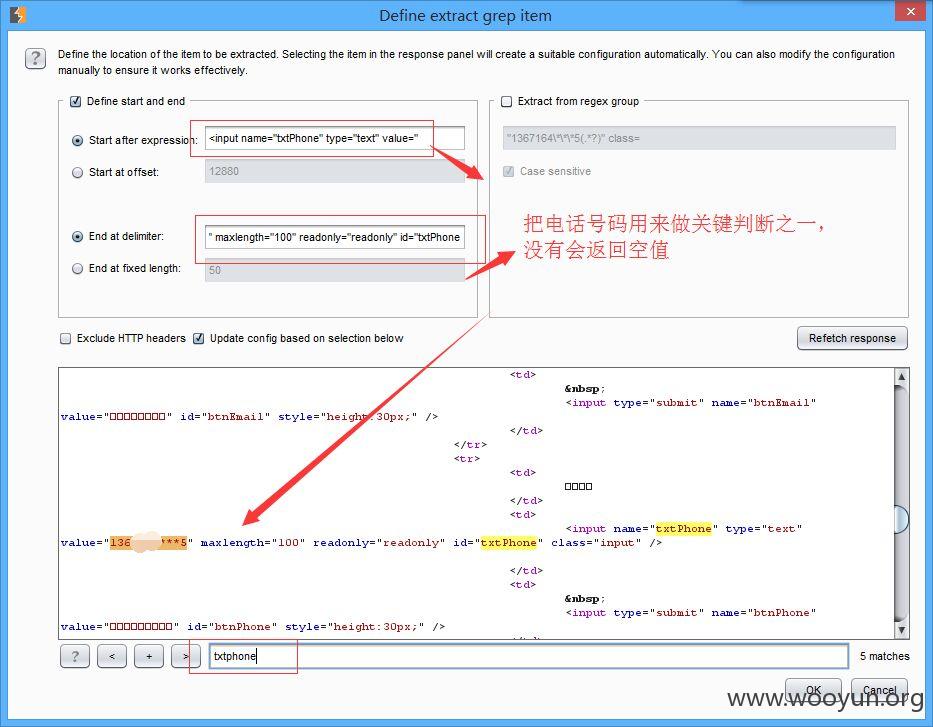 Define extract grep item
Define the location of the item to be extracted. Selecting the item in the response panel will create a suitable configuration automatically. You can also modify the configuration
manually to ensure it works effectively.
Define start and end
Start after expression:
<input name="txtPhone" type="text" value="
Start at offset:
12880
End at delimiter:
" maxlength="100" readonly="readonly" id="txtPhone
End at fixed length:
50
Extract from regex group
"1367164\*\*\*5(.*?)" class=
Case sensitive
把电话号码用来做关键判断之一,
没有会返回空值
Exclude HTTP headers
Update config based on selection below
Refetch response
<td>
&nbsp;
<input type="submit" name="btnEmail"
value="□□□□□□□□" id="btnEmail" style="height:30px;" />
</td>
</tr>
<tr>
<td>
□□□□
</td>
<td>
<input name="txtPhone" type="text"
value="136 ***5" maxlength="100" readonly="readonly" id="txtPhone" class="input" />
</td>
<td>
&nbsp;
<input type="submit" name="btnPhone"
value="□□□□□□□□□" id="btnPhone" style="height:30px;" />
?
<
+
>
txtphone
5 matches
OK
Cancel
www.wooyun.org